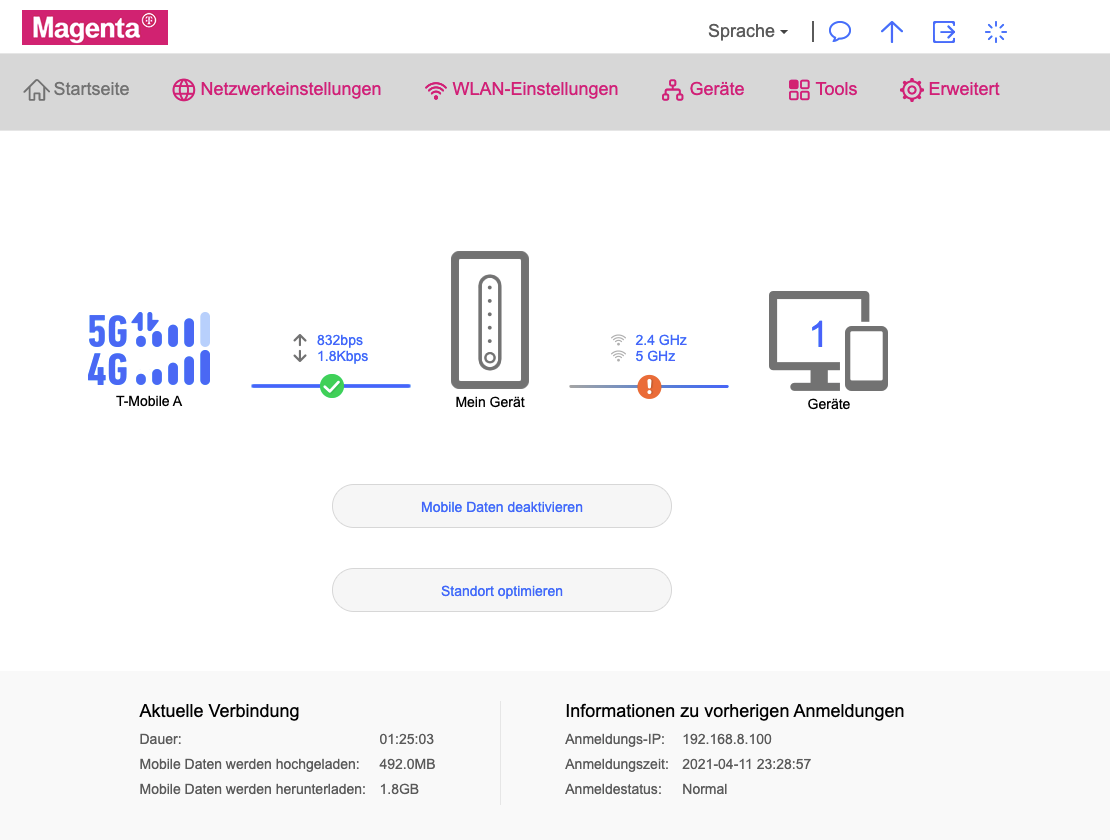 Magenta
Sprache
Startseite
Netzwerkeinstellungen
WLAN-Einstellungen
Geräte
Tools
Erweitert
5G
4G
T-Mobile A
832bps
1.8Kbps
Mein Gerät
2.4 GHz
5 GHz
1
Geräte
Mobile Daten deaktivieren
Standort optimieren
Aktuelle Verbindung
Dauer: 01:25:03
Mobile Daten werden hochgeladen: 492.0MB
Mobile Daten werden herunterladen: 1.8GB
Informationen zu vorherigen Anmeldungen
Anmeldungs-IP: 192.168.8.100
Anmeldungszeit: 2021-04-11 23:28:57
Anmeldestatus: Normal